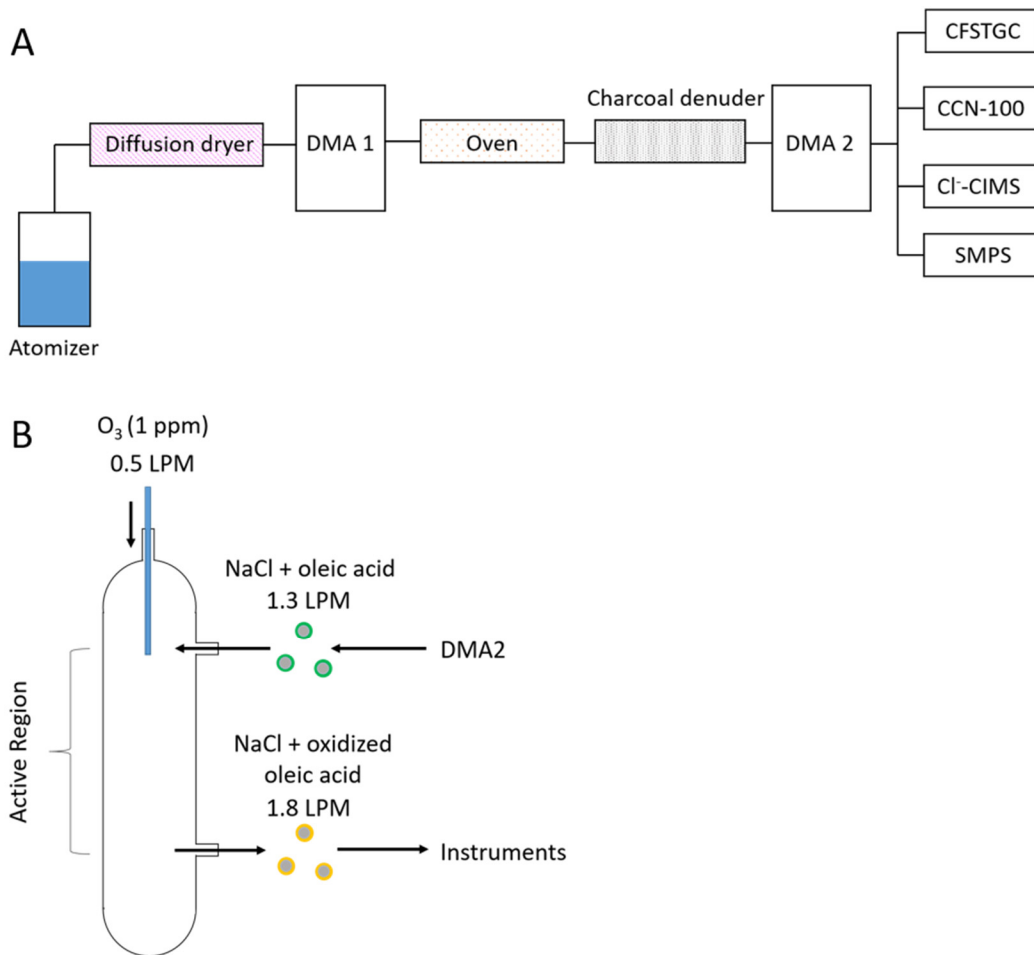 A
Diffusion dryer
DMA 1
Oven
Charcoal denuder
DMA 2
CFSTGC
CCN-100
Cl⁻-CIMS
SMPS
Atomizer
B
O₃ (1 ppm)
0.5 LPM
NaCl + oleic acid
1.3 LPM
DMA2
Active Region
NaCl + oxidized
oleic acid
1.8 LPM
Instruments